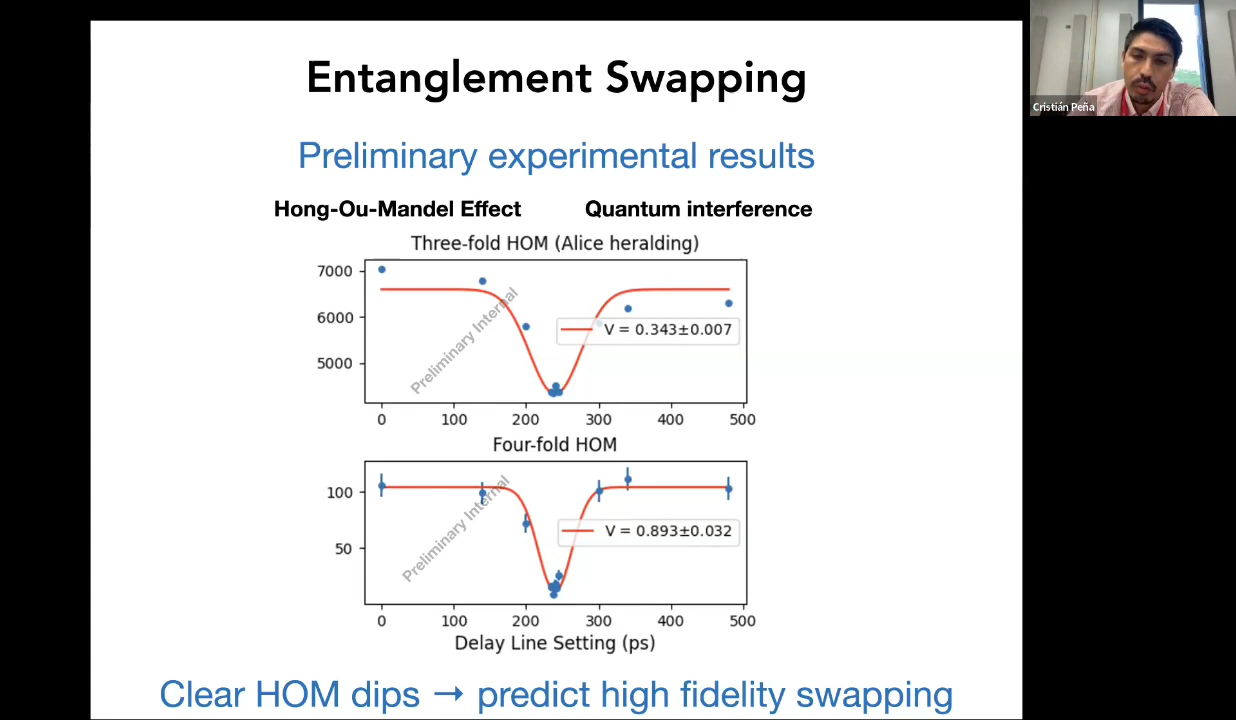 Entanglement Swapping
Cristián Peña
Preliminary experimental results
Hong-Ou-Mandel Effect
Quantum interference
Three-fold HOM (Alice heralding)
7000
6000
5000
Preliminary Internal
V = 0.343±0.007
0 100 200 300 400 500
Four-fold HOM
100
50
Preliminary Internal
V = 0.893±0.032
0 100 200 300 400 500
Delay Line Setting (ps)
Clear HOM dips → predict high fidelity swapping